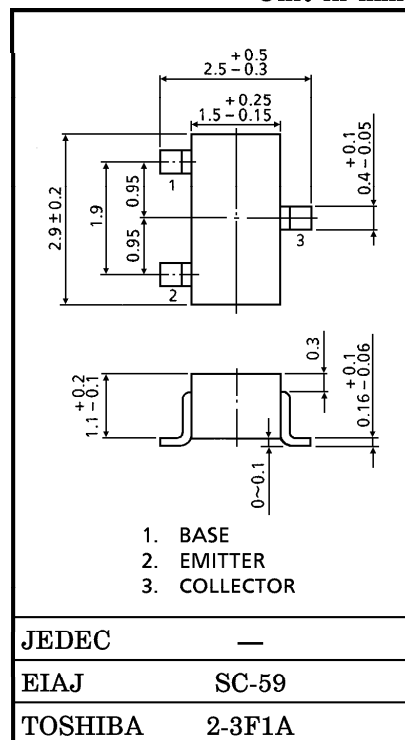 +0.5
2.5 –0.3
+0.25
1.5 –0.15
+0.1
0.4 –0.05
2.9 ± 0.2
1.9
0.95
0.95
1
2
3
+0.2
1.1 –0.1
0.3
+0.1
0.16 –0.06
0~0.1
1. BASE
2. EMITTER
3. COLLECTOR
JEDEC —
EIAJ SC-59
TOSHIBA 2-3F1A